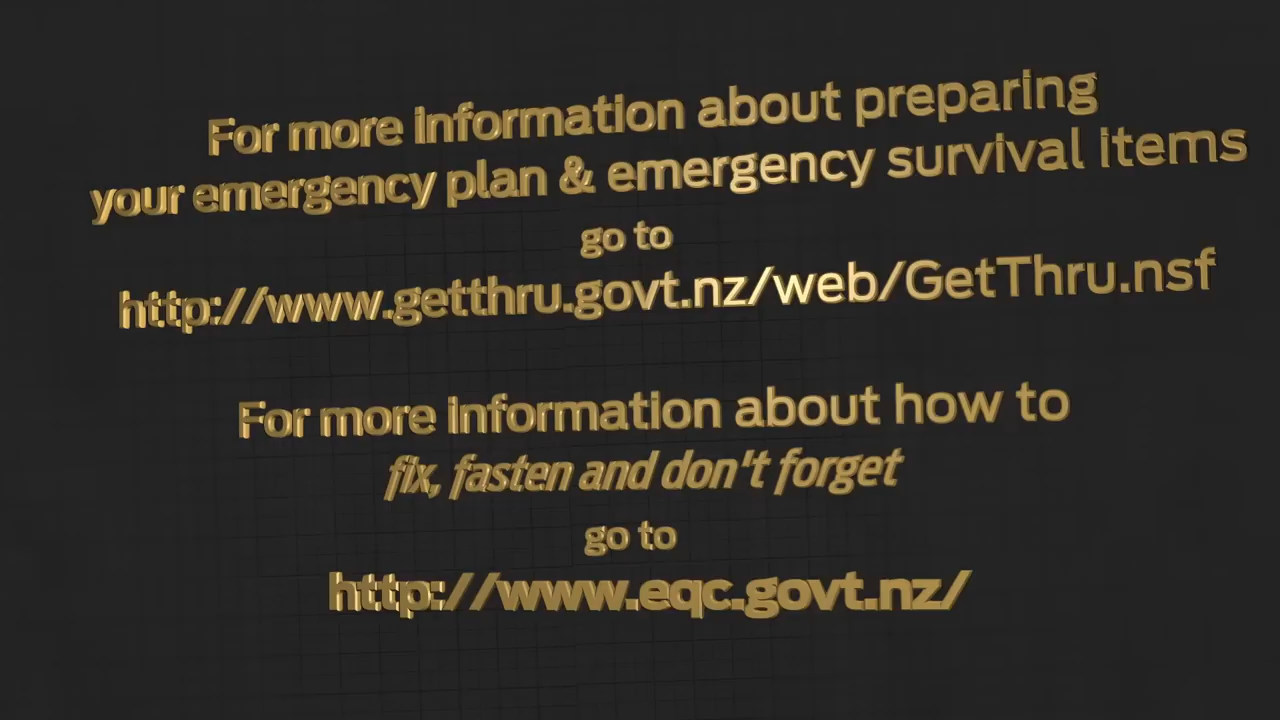 For more information about preparing
your emergency plan & emergency survival items
go to
http://www.getthru.govt.nz/web/GetThru.nsf
For more information about how to
fix, fasten and don't forget
go to
http://www.eqc.govt.nz/